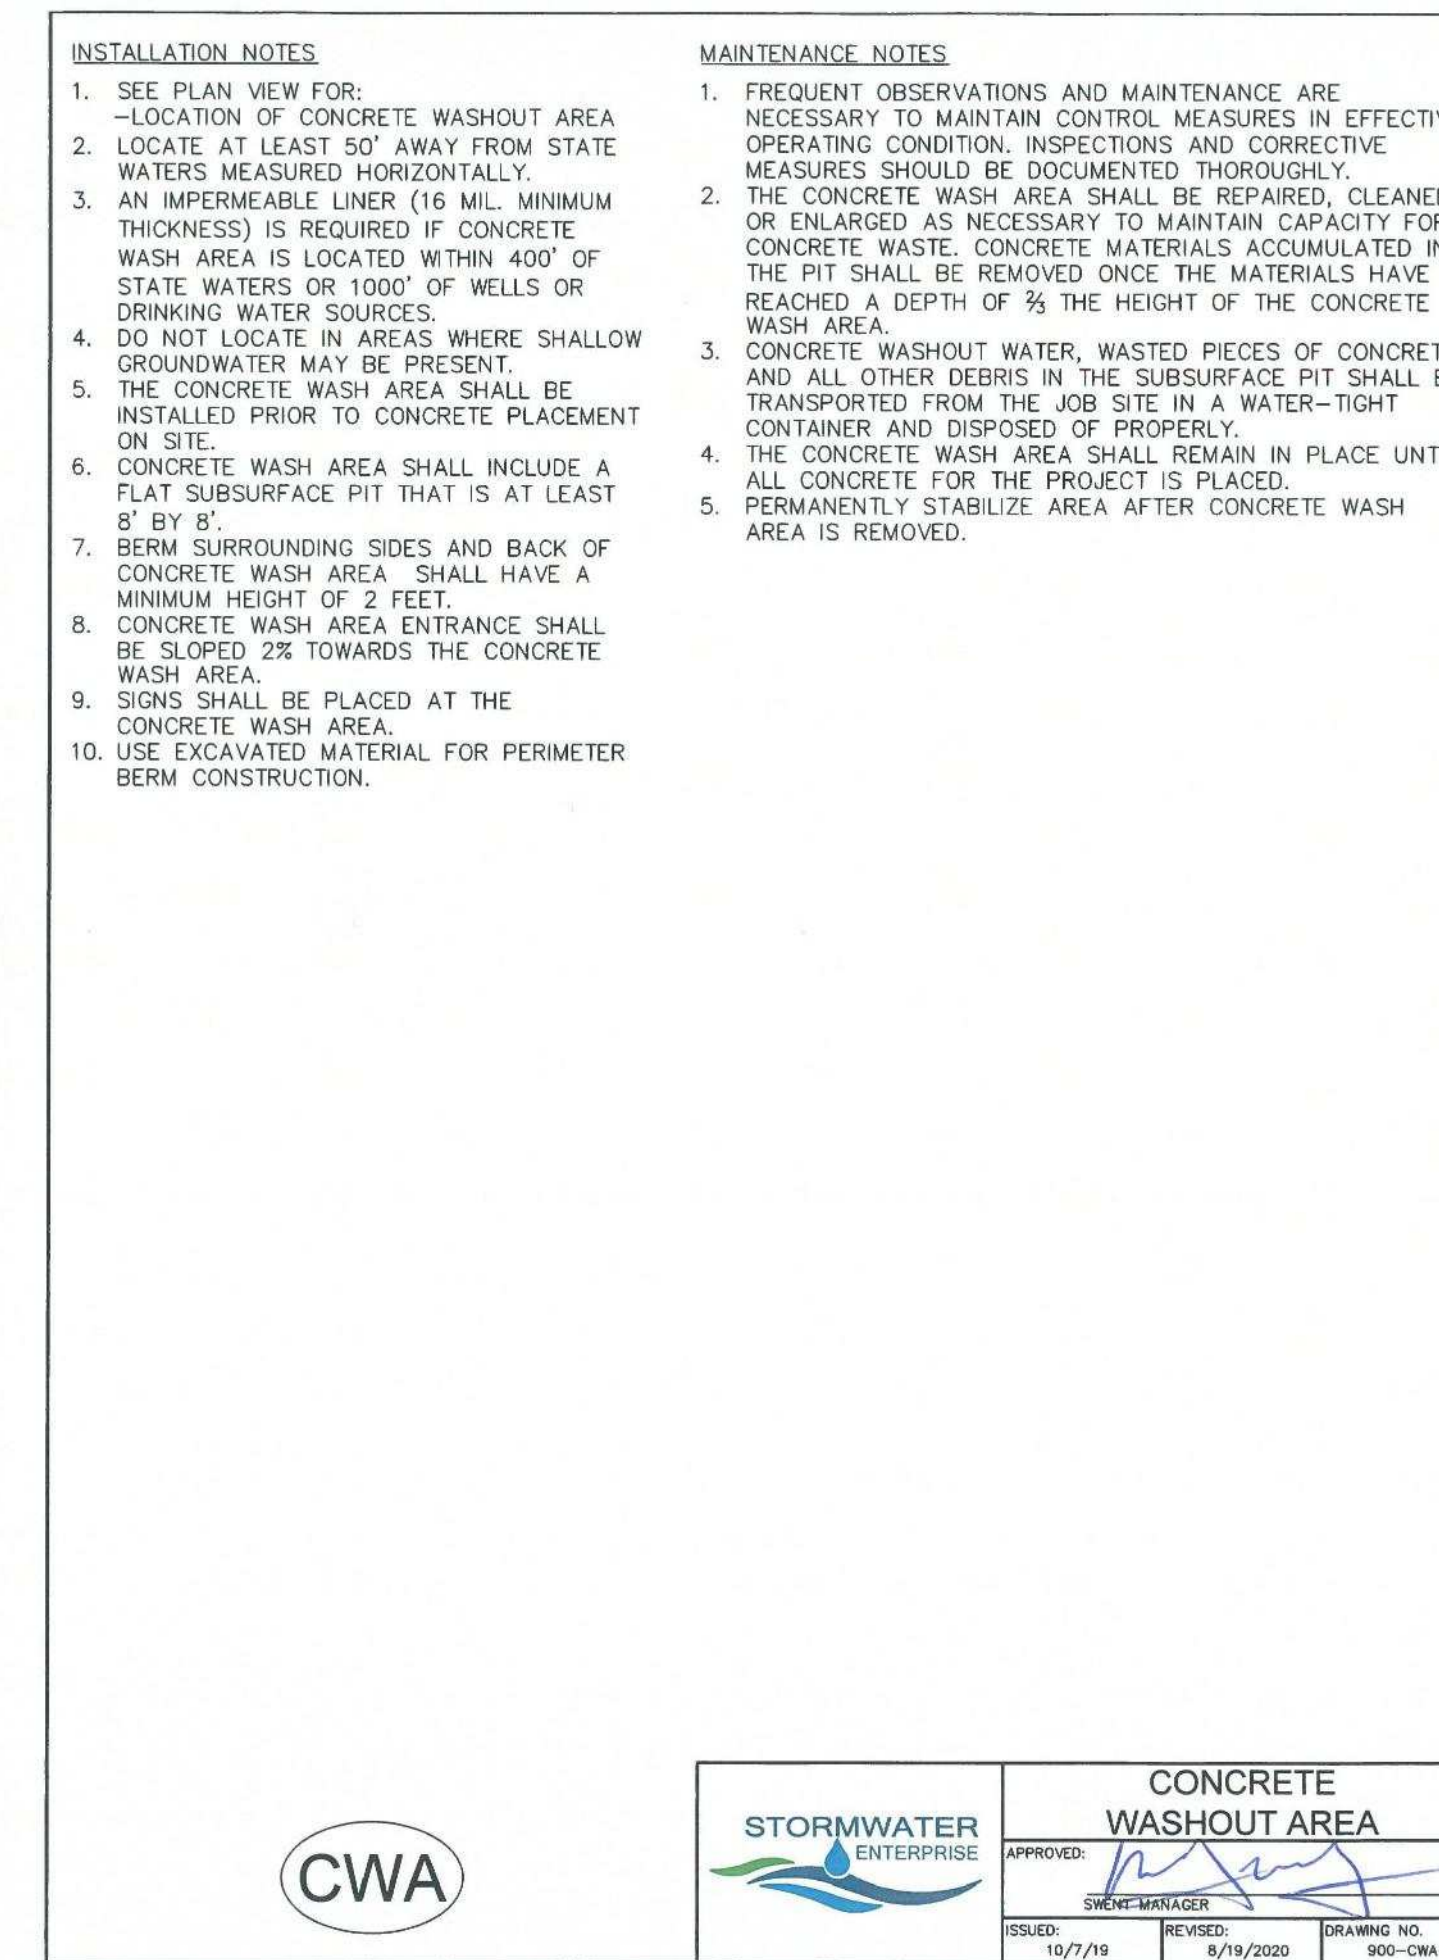 INSTALLATION NOTES
1. SEE PLAN VIEW FOR:
-LOCATION OF CONCRETE WASHOUT AREA
2. LOCATE AT LEAST 50' AWAY FROM STATE
WATERS MEASURED HORIZONTALLY.
3. AN IMPERMEABLE LINER (16 MIL. MINIMUM
THICKNESS) IS REQUIRED IF CONCRETE
WASH AREA IS LOCATED WITHIN 400' OF
STATE WATERS OR 1000' OF WELLS OR
DRINKING WATER SOURCES.
4. DO NOT LOCATE IN AREAS WHERE SHALLOW
GROUNDWATER MAY BE PRESENT.
5. THE CONCRETE WASH AREA SHALL BE
INSTALLED PRIOR TO CONCRETE PLACEMENT
ON SITE.
6. CONCRETE WASH AREA SHALL INCLUDE A
FLAT SUBSURFACE PIT THAT IS AT LEAST
8' BY 8'.
7. BERM SURROUNDING SIDES AND BACK OF
CONCRETE WASH AREA SHALL HAVE A
MINIMUM HEIGHT OF 2 FEET.
8. CONCRETE WASH AREA ENTRANCE SHALL
BE SLOPED 2% TOWARDS THE CONCRETE
WASH AREA.
9. SIGNS SHALL BE PLACED AT THE
CONCRETE WASH AREA.
10. USE EXCAVATED MATERIAL FOR PERIMETER
BERM CONSTRUCTION.
MAINTENANCE NOTES
1. FREQUENT OBSERVATIONS AND MAINTENANCE ARE
NECESSARY TO MAINTAIN CONTROL MEASURES IN
OPERATING CONDITION. INSPECTIONS AND CORRECTIVE
MEASURES SHOULD BE DOCUMENTED THOROUGHLY.
2. THE CONCRETE WASH AREA SHALL BE REPAIRED,
OR ENLARGED AS NECESSARY TO MAINTAIN CAPACITY FOR
CONCRETE WASTE. CONCRETE MATERIALS ACCUMULATED IN
THE PIT SHALL BE REMOVED ONCE THE MATERIALS HAVE
REACHED A DEPTH OF ⅔ THE HEIGHT OF THE CONCRETE
WASH AREA.
3. CONCRETE WASHOUT WATER, WASTED PIECES OF
AND ALL OTHER DEBRIS IN THE SUBSURFACE PIT SHALL
TRANSPORTED FROM THE JOB SITE IN A WATER-TIGHT
CONTAINER AND DISPOSED OF PROPERLY.
4. THE CONCRETE WASH AREA SHALL REMAIN IN PLACE
ALL CONCRETE FOR THE PROJECT IS PLACED.
5. PERMANENTLY STABILIZE AREA AFTER CONCRETE WASH
AREA IS REMOVED.
CWA
STORMWATER
ENTERPRISE
CONCRETE
WASHOUT AREA
APPROVED:
SWENT MANAGER
ISSUED:
10/7/19
REVISED:
8/19/2020
DRAWING NO.
900-CWA